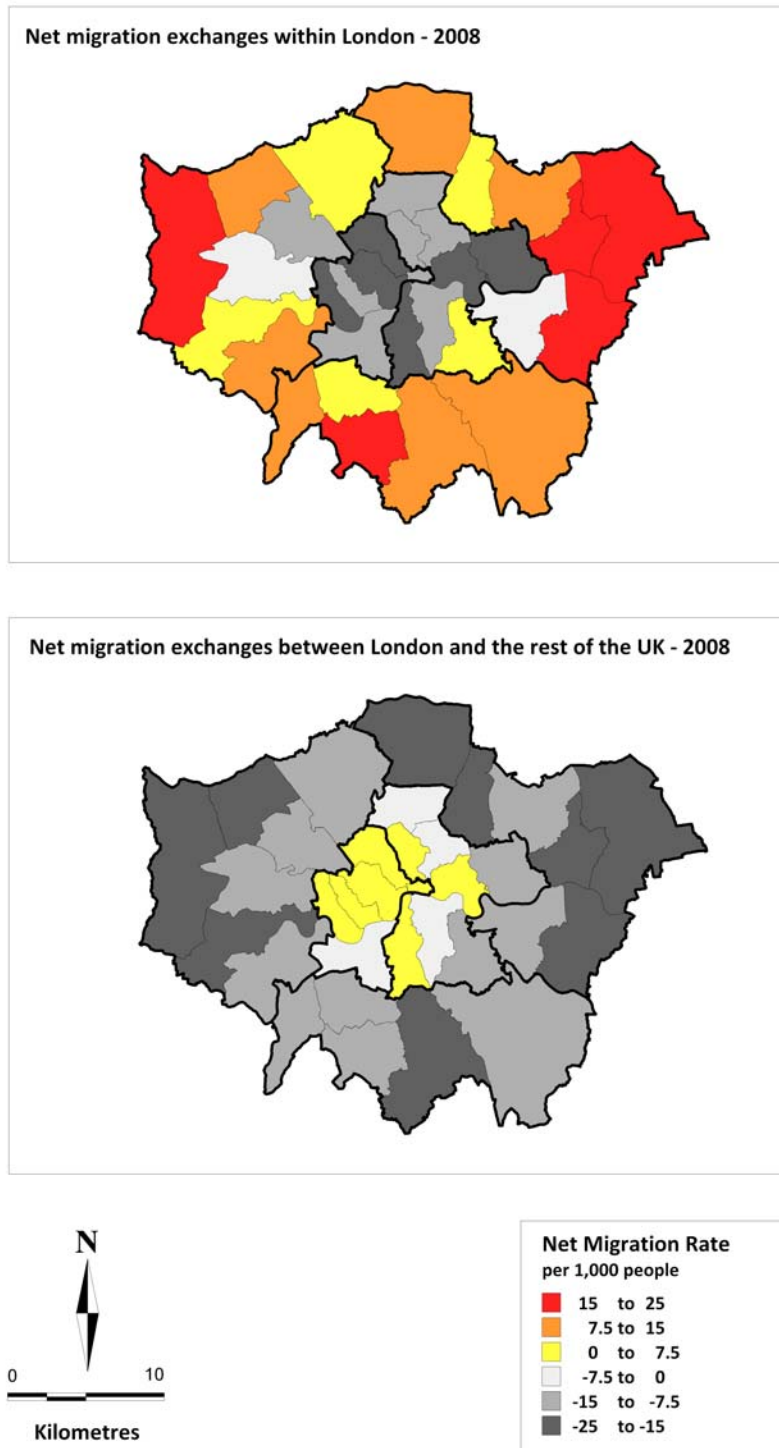 Net migration exchanges within London - 2008
Net migration exchanges between London and the rest of the UK - 2008
N
0 10
Kilometres
Net Migration Rate
per 1,000 people
15 to 25
7.5 to 15
0 to 7.5
-7.5 to 0
-15 to -7.5
-25 to -15